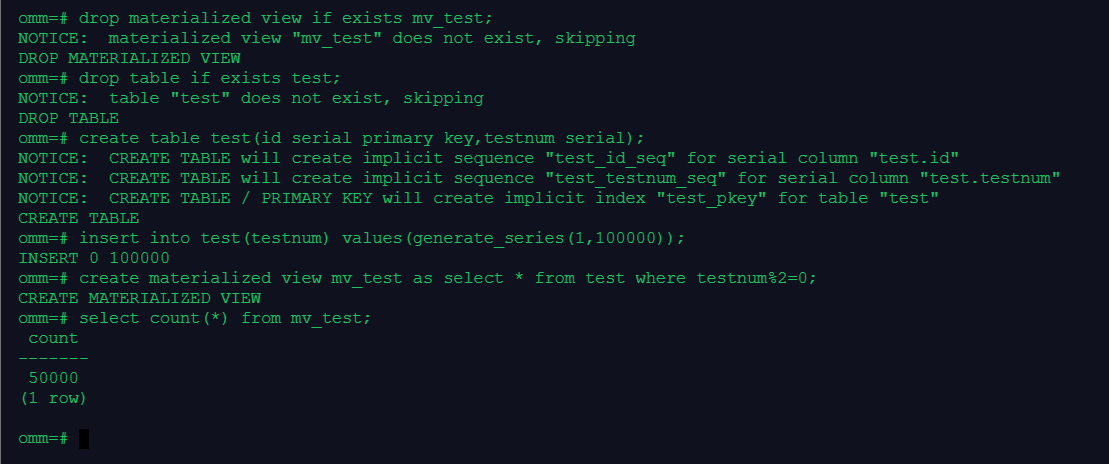 omm=# drop materialized view if exists mv_test;
NOTICE:  materialized view "mv_test" does not exist, skipping
DROP MATERIALIZED VIEW
omm=# drop table if exists test;
NOTICE:  table "test" does not exist, skipping
DROP TABLE
omm=# create table test(id serial primary key,testnum serial);
NOTICE:  CREATE TABLE will create implicit sequence "test_id_seq" for serial column "test.id"
NOTICE:  CREATE TABLE will create implicit sequence "test_testnum_seq" for serial column "test.testnum"
NOTICE:  CREATE TABLE / PRIMARY KEY will create implicit index "test_pkey" for table "test"
CREATE TABLE
omm=# insert into test(testnum) values(generate_series(1,100000));
INSERT 0 100000
omm=# create materialized view mv_test as select * from test where testnum%2=0;
CREATE MATERIALIZED VIEW
omm=# select count(*) from mv_test;
 count
-------
 50000
(1 row)
omm=#